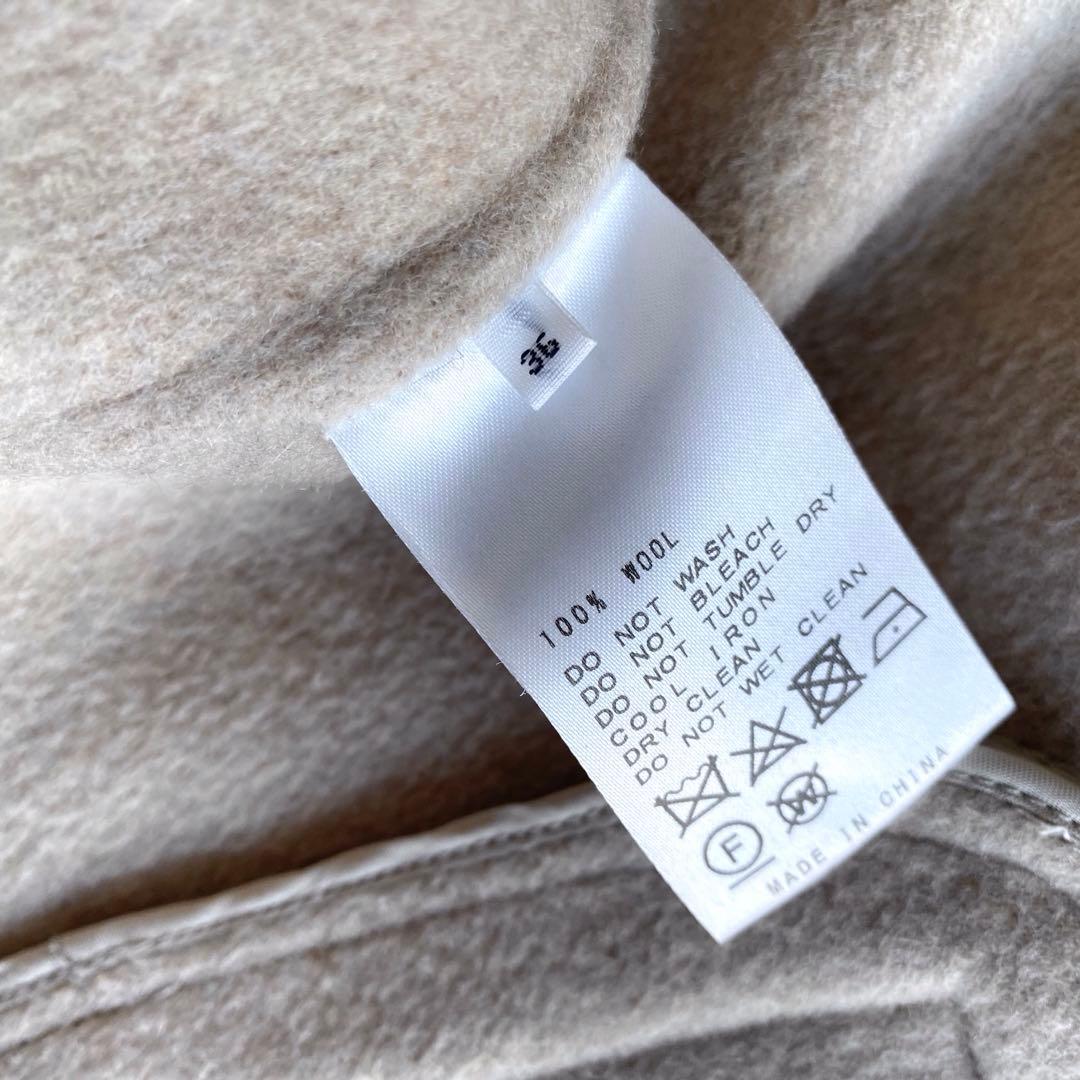 36
100% WOOL
DO NOT WASH
DO NOT BLEACH
DO NOT TUMBLE DRY
COOL IRON
DRY CLEAN
DO NOT WET CLEAN
F W
MADE IN CHINA